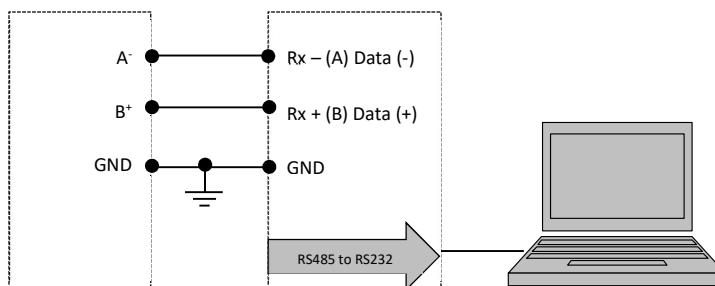 A- Rx – (A) Data (-)
B+ Rx + (B) Data (+)
GND GND
RS485 to RS232